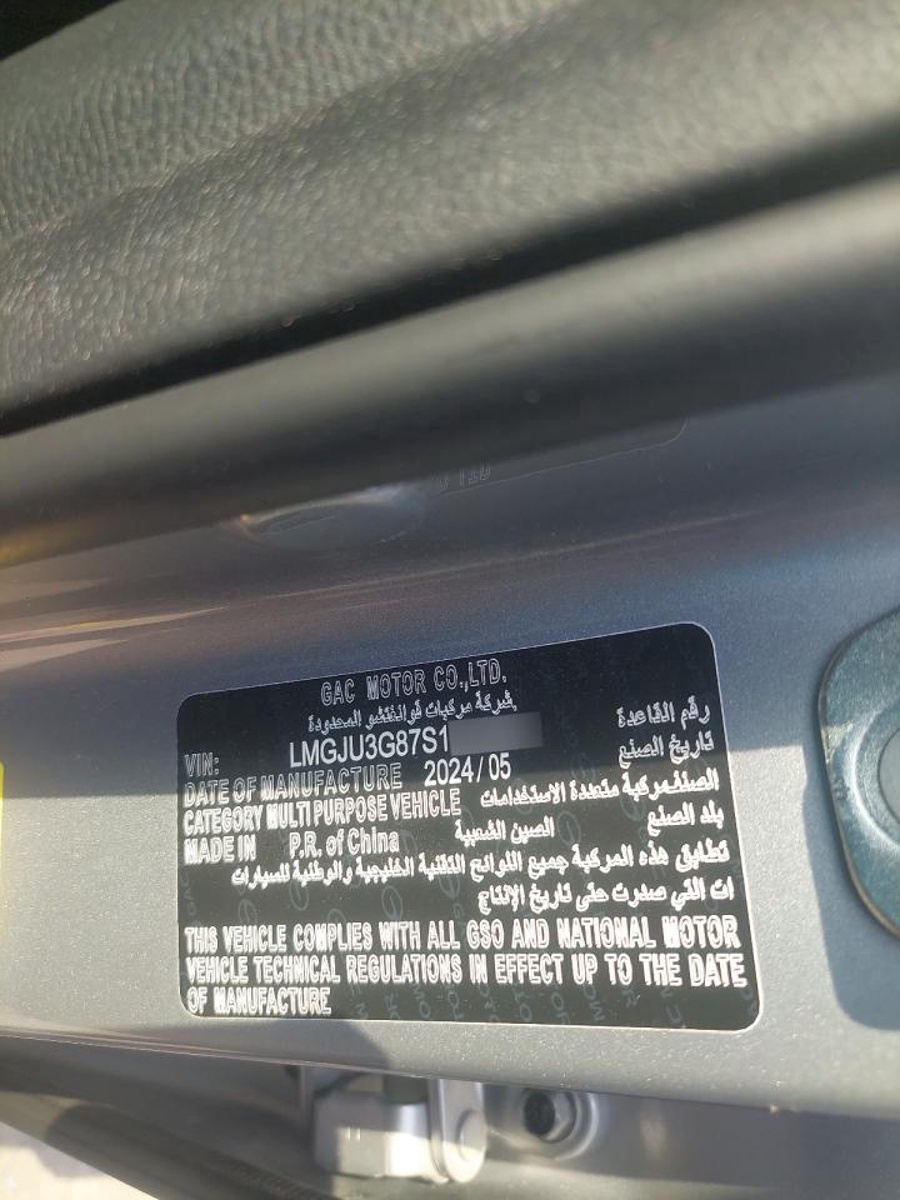 GAC MOTOR CO.,LTD.
شركة مركبات قوانغتشو المحدودة.
رقم القاعدة
VIN: LMGJU3G87S1
تاريخ الصنع
DATE OF MANUFACTURE 2024/05
الصنف:مركبة متعددة الاستخدامات
CATEGORY MULTI PURPOSE VEHICLE
بلد الصنع الصين الشعبية
MADE IN P.R. of China
تطابق هذه المركبة جميع اللوائح التقنية الخليجية والوطنية للسيارات
ات التي صدرت حتى تاريخ الإنتاج
THIS VEHICLE COMPLIES WITH ALL GSO AND NATIONAL MOTOR
VEHICLE TECHNICAL REGULATIONS IN EFFECT UP TO THE DATE
OF MANUFACTURE